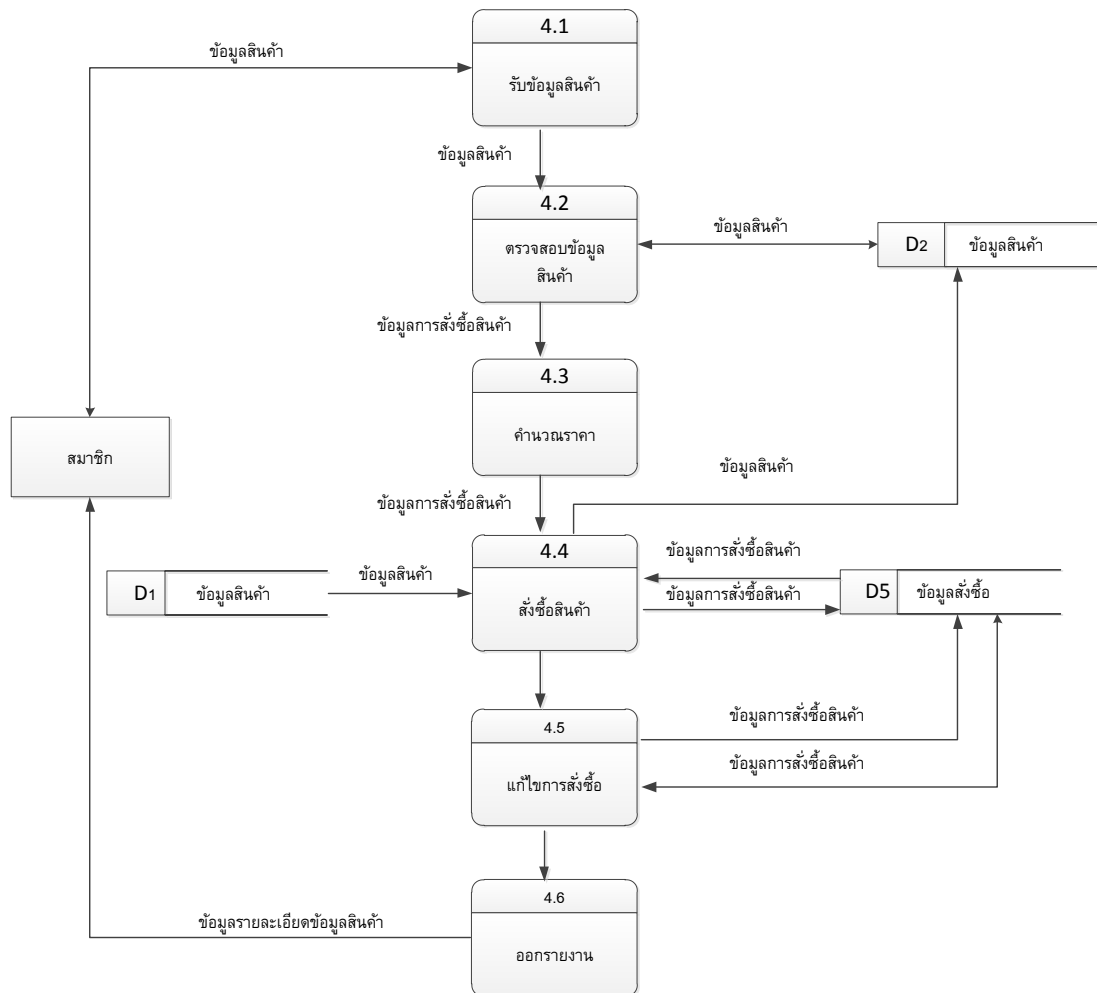 4.1
ข้อมูลสินค้า
รับข้อมูลสินค้า
ข้อมูลสินค้า
4.2
ข้อมูลสินค้า
D2
ข้อมูลสินค้า
ตรวจสอบข้อมูล
สินค้า
ข้อมูลการสั่งซื้อสินค้า
4.3
คำนวณราคา
สมาชิก
ข้อมูลสินค้า
ข้อมูลการสั่งซื้อสินค้า
4.4
ข้อมูลการสั่งซื้อสินค้า
D1
ข้อมูลสินค้า
ข้อมูลสินค้า
สั่งซื้อสินค้า
ข้อมูลการสั่งซื้อสินค้า
D5
ข้อมูลสั่งซื้อ
4.5
ข้อมูลการสั่งซื้อสินค้า
ข้อมูลการสั่งซื้อสินค้า
แก้ไขการสั่งซื้อ
4.6
ข้อมูลรายละเอียดข้อมูลสินค้า
ออกรายงาน